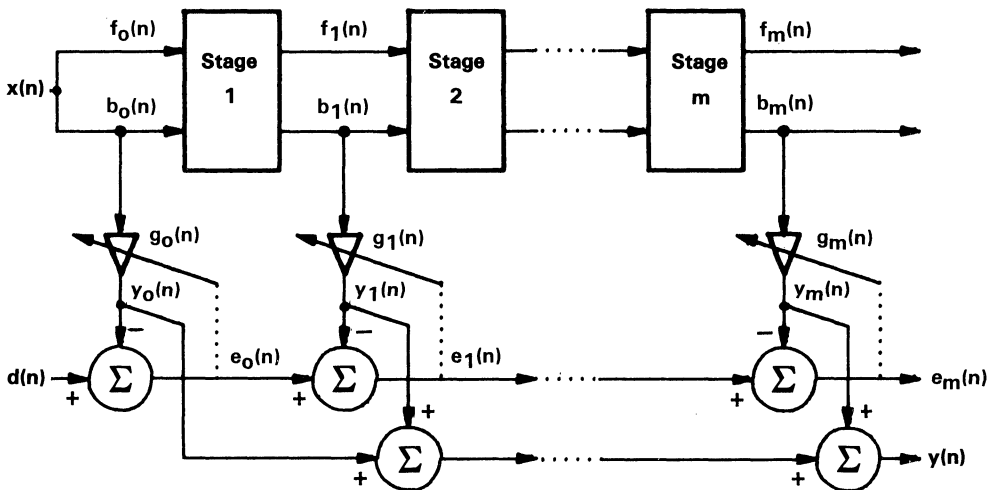 f₀(n)
f₁(n)
fₘ(n)
Stage 1
Stage 2
Stage m
x(n)
b₀(n)
b₁(n)
bₘ(n)
g₀(n)
g₁(n)
gₘ(n)
y₀(n)
y₁(n)
yₘ(n)
−
−
−
e₀(n)
e₁(n)
eₘ(n)
d(n)
Σ
Σ
Σ
+
+
+
+
+
Σ
Σ
+
+
y(n)